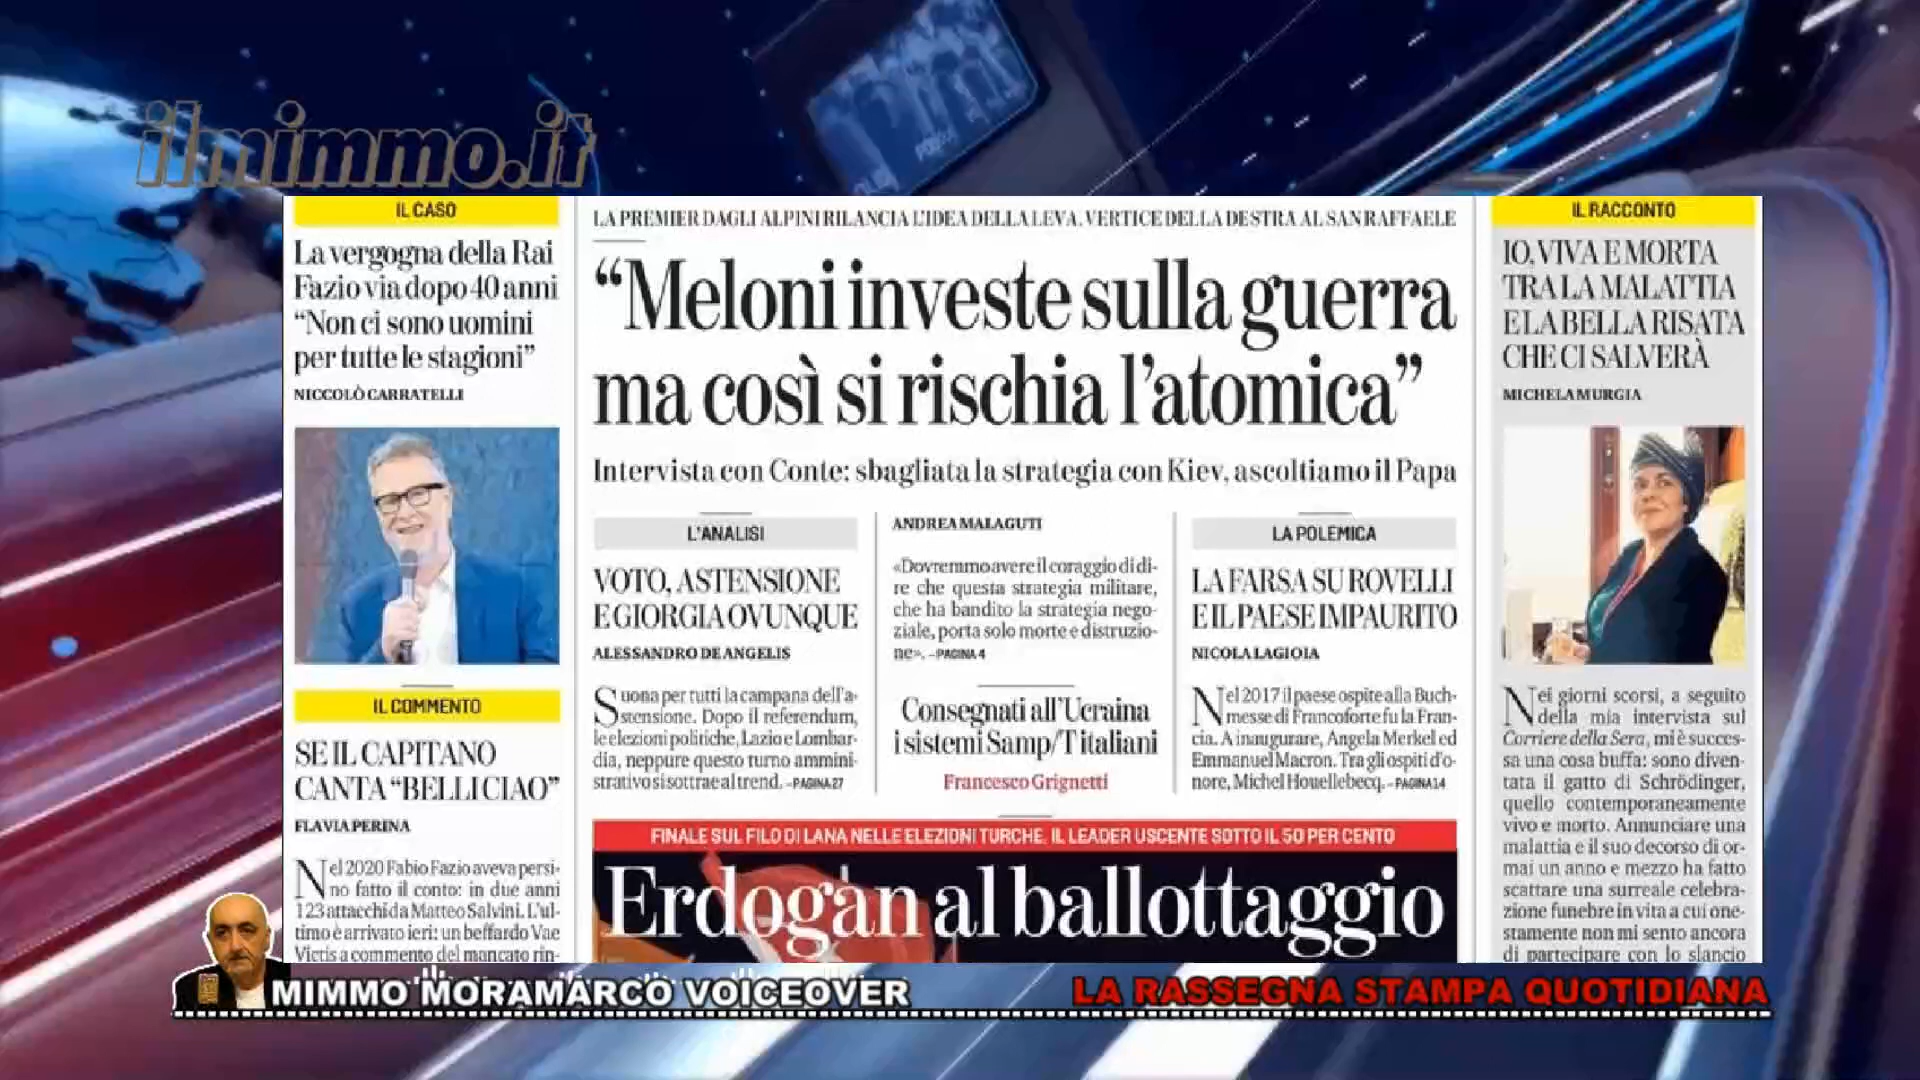 ilmimmo.it
IL CASO
La vergogna della Rai
Fazio via dopo 40 anni
“Non ci sono uomini
per tutte le stagioni”
NICCOLÒ CARRATELLI
IL COMMENTO
SE IL CAPITANO
CANTA “BELLI CIAO”
FLAVIA PERINA
Nel 2020 Fabio Fazio aveva persi-
no fatto il conto: in due anni
123 attacchi da Matteo Salvini. L'ul-
timo è arrivato ieri: un beffardo Vae
Victis a commento del mancato rin-
LA PREMIER DAGLI ALPINI RILANCIA L'IDEA DELLA LEVA. VERTICE DELLA DESTRA AL SAN RAFFAELE
“Meloni investe sulla guerra
ma così si rischia l'atomica”
Intervista con Conte: sbagliata la strategia con Kiev, ascoltiamo il Papa
L'ANALISI
VOTO, ASTENSIONE
E GIORGIA OVUNQUE
ALESSANDRO DE ANGELIS
Suona per tutti la campana dell'a-
stensione. Dopo il referendum,
le elezioni politiche, Lazio e Lombar-
dia, neppure questo turno ammini-
strativo si sottrae al trend. – PAGINA 27
ANDREA MALAGUTI
«Dovremmo avere il coraggio di di-
re che questa strategia militare,
che ha bandito la strategia nego-
ziale, porta solo morte e distruzio-
ne». – PAGINA 4
Consegnati all'Ucraina
i sistemi Samp/T italiani
Francesco Grignetti
LA POLEMICA
LA FARSA SU ROVELLI
E IL PAESE IMPAURITO
NICOLA LAGIOIA
Nel 2017 il paese ospite alla Buch-
messe di Francoforte fu la Fran-
cia. A inaugurare, Angela Merkel ed
Emmanuel Macron. Tra gli ospiti d'o-
nore, Michel Houellebecq. – PAGINA 14
FINALE SUL FILO DI LANA NELLE ELEZIONI TURCHE. IL LEADER USCENTE SOTTO IL 50 PER CENTO
Erdogan al ballottaggio
IL RACCONTO
IO, VIVA E MORTA
TRA LA MALATTIA
E LA BELLA RISATA
CHE CI SALVERÀ
MICHELA MURGIA
Nei giorni scorsi, a seguito
della mia intervista sul
Corriere della Sera, mi è succes-
sa una cosa buffa: sono diven-
tata il gatto di Schrödinger,
quello contemporaneamente
vivo e morto. Annunciare una
malattia e il suo decorso di or-
mai un anno e mezzo ha fatto
scattare una surreale celebra-
zione funebre in vita a cui one-
stamente non mi sento ancora
di partecipare con lo slancio
MIMMO MORAMARCO VOICEOVER
LA RASSEGNA STAMPA QUOTIDIANA